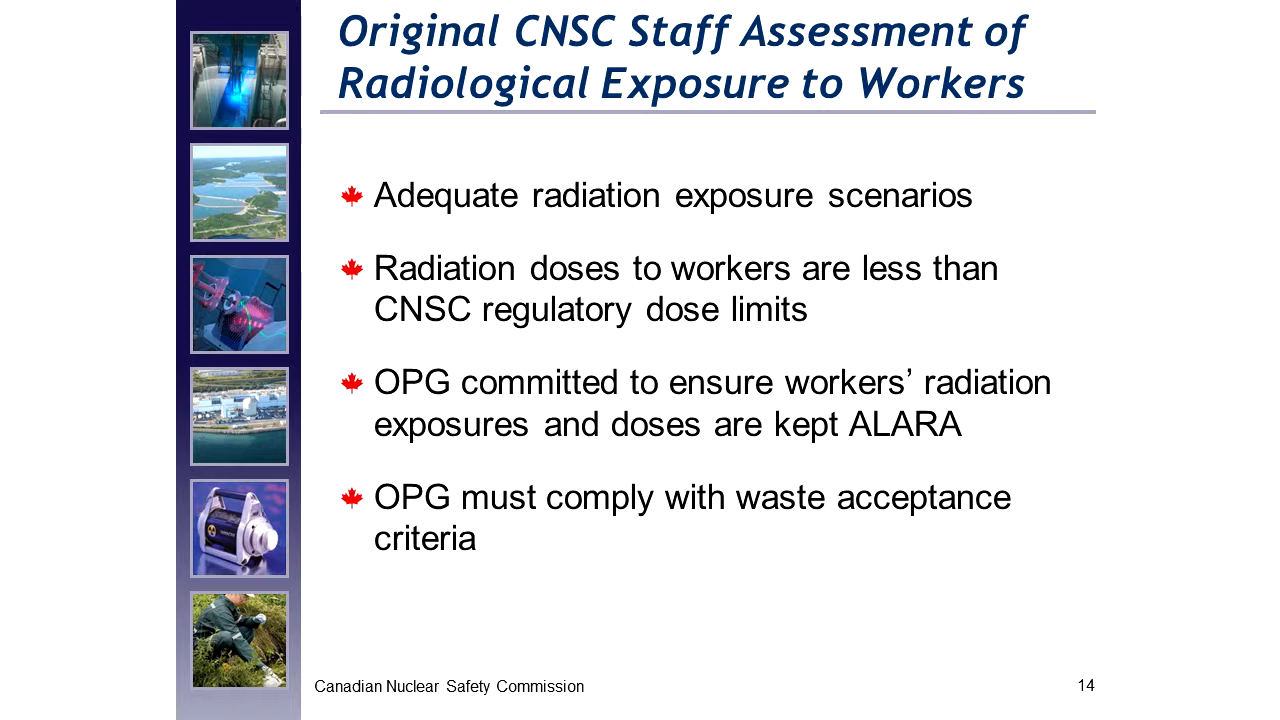 Original CNSC Staff Assessment of
Radiological Exposure to Workers
Adequate radiation exposure scenarios
Radiation doses to workers are less than
CNSC regulatory dose limits
OPG committed to ensure workers’ radiation
exposures and doses are kept ALARA
OPG must comply with waste acceptance
criteria
Canadian Nuclear Safety Commission
14